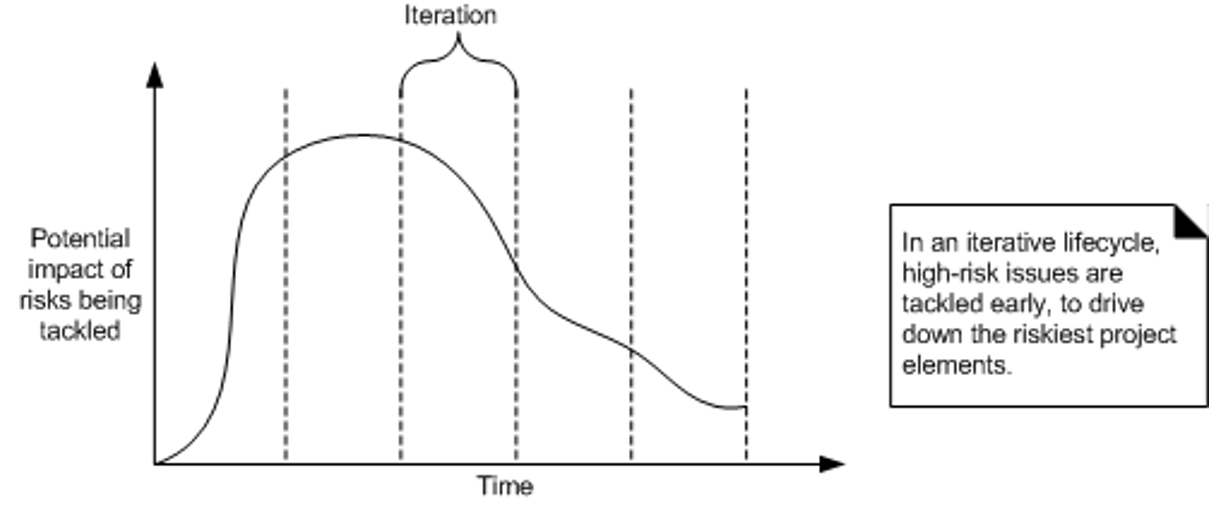 Iteration
Potential
impact of
risks being
tackled
In an iterative lifecycle,
high-risk issues are
tackled early, to drive
down the riskiest project
elements.
Time